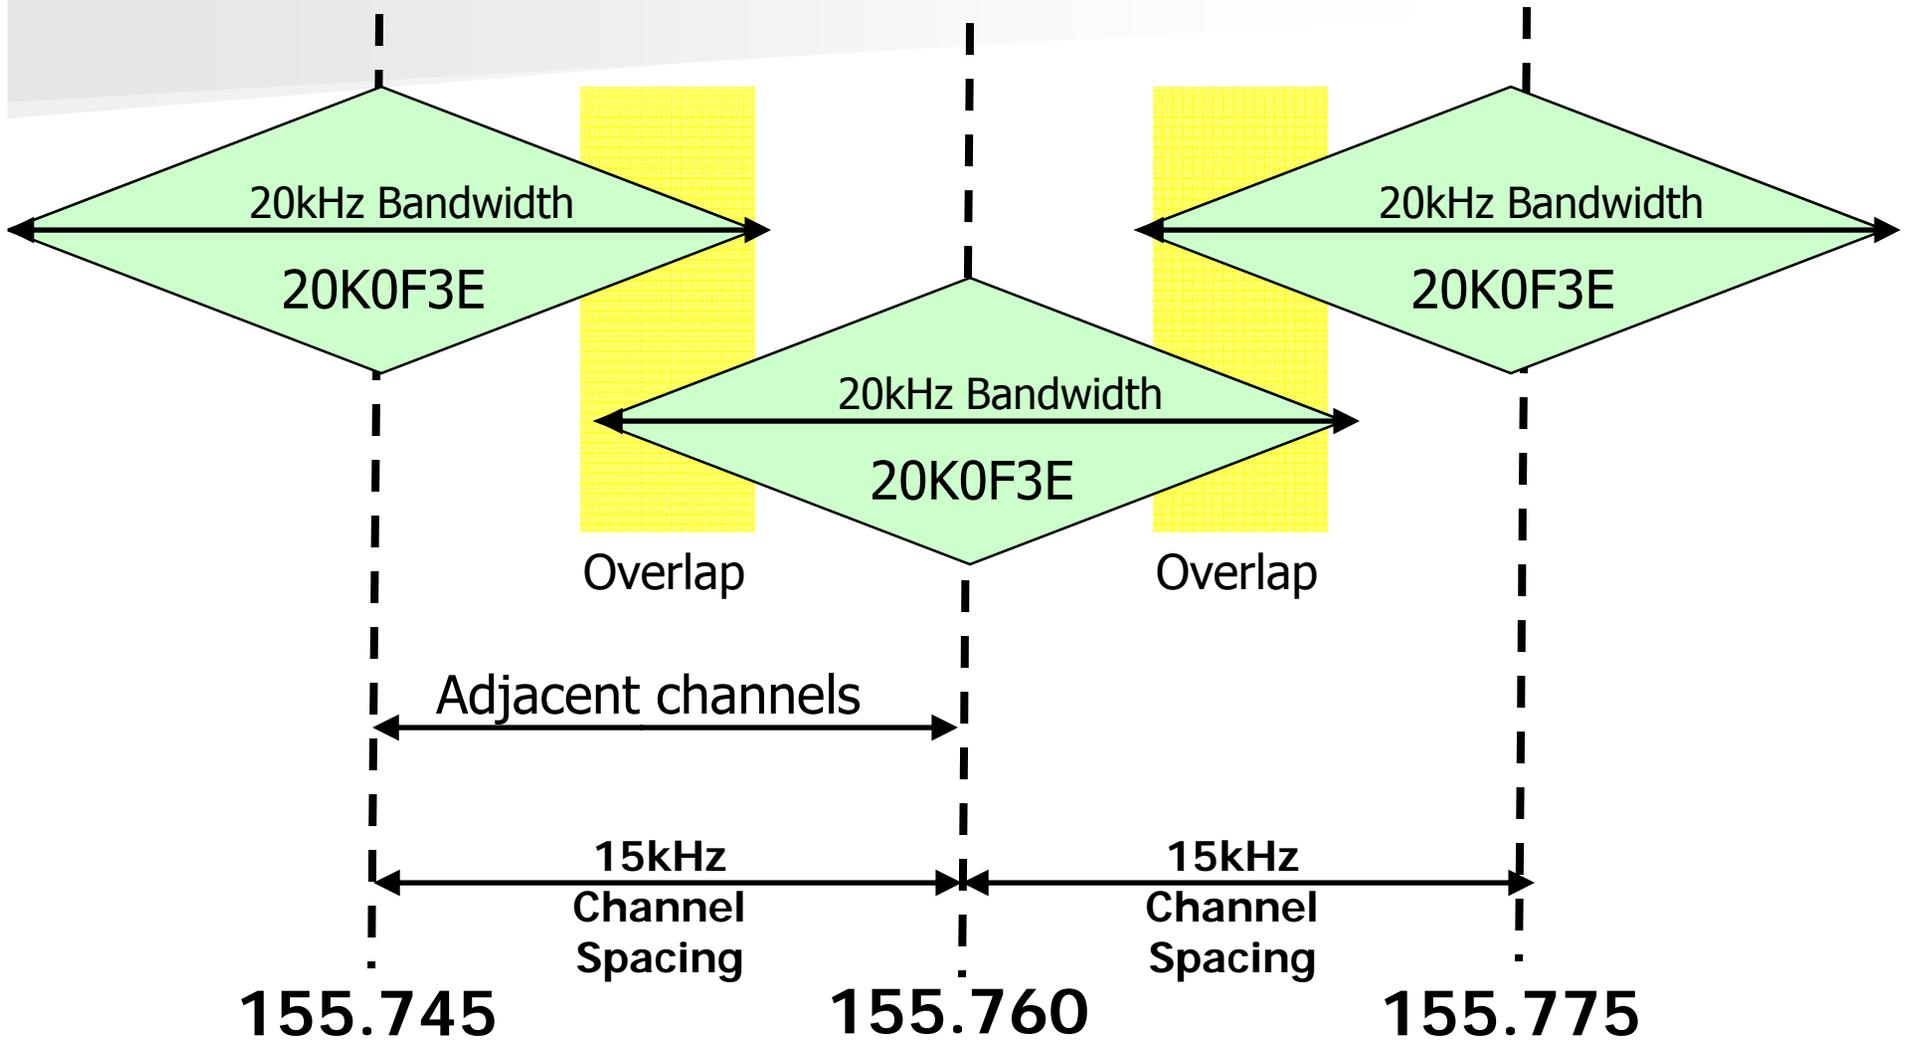 20kHz Bandwidth
20K0F3E
20kHz Bandwidth
20K0F3E
20kHz Bandwidth
20K0F3E
Overlap
Overlap
Adjacent channels
15kHz
Channel
Spacing
15kHz
Channel
Spacing
155.745
155.760
155.775